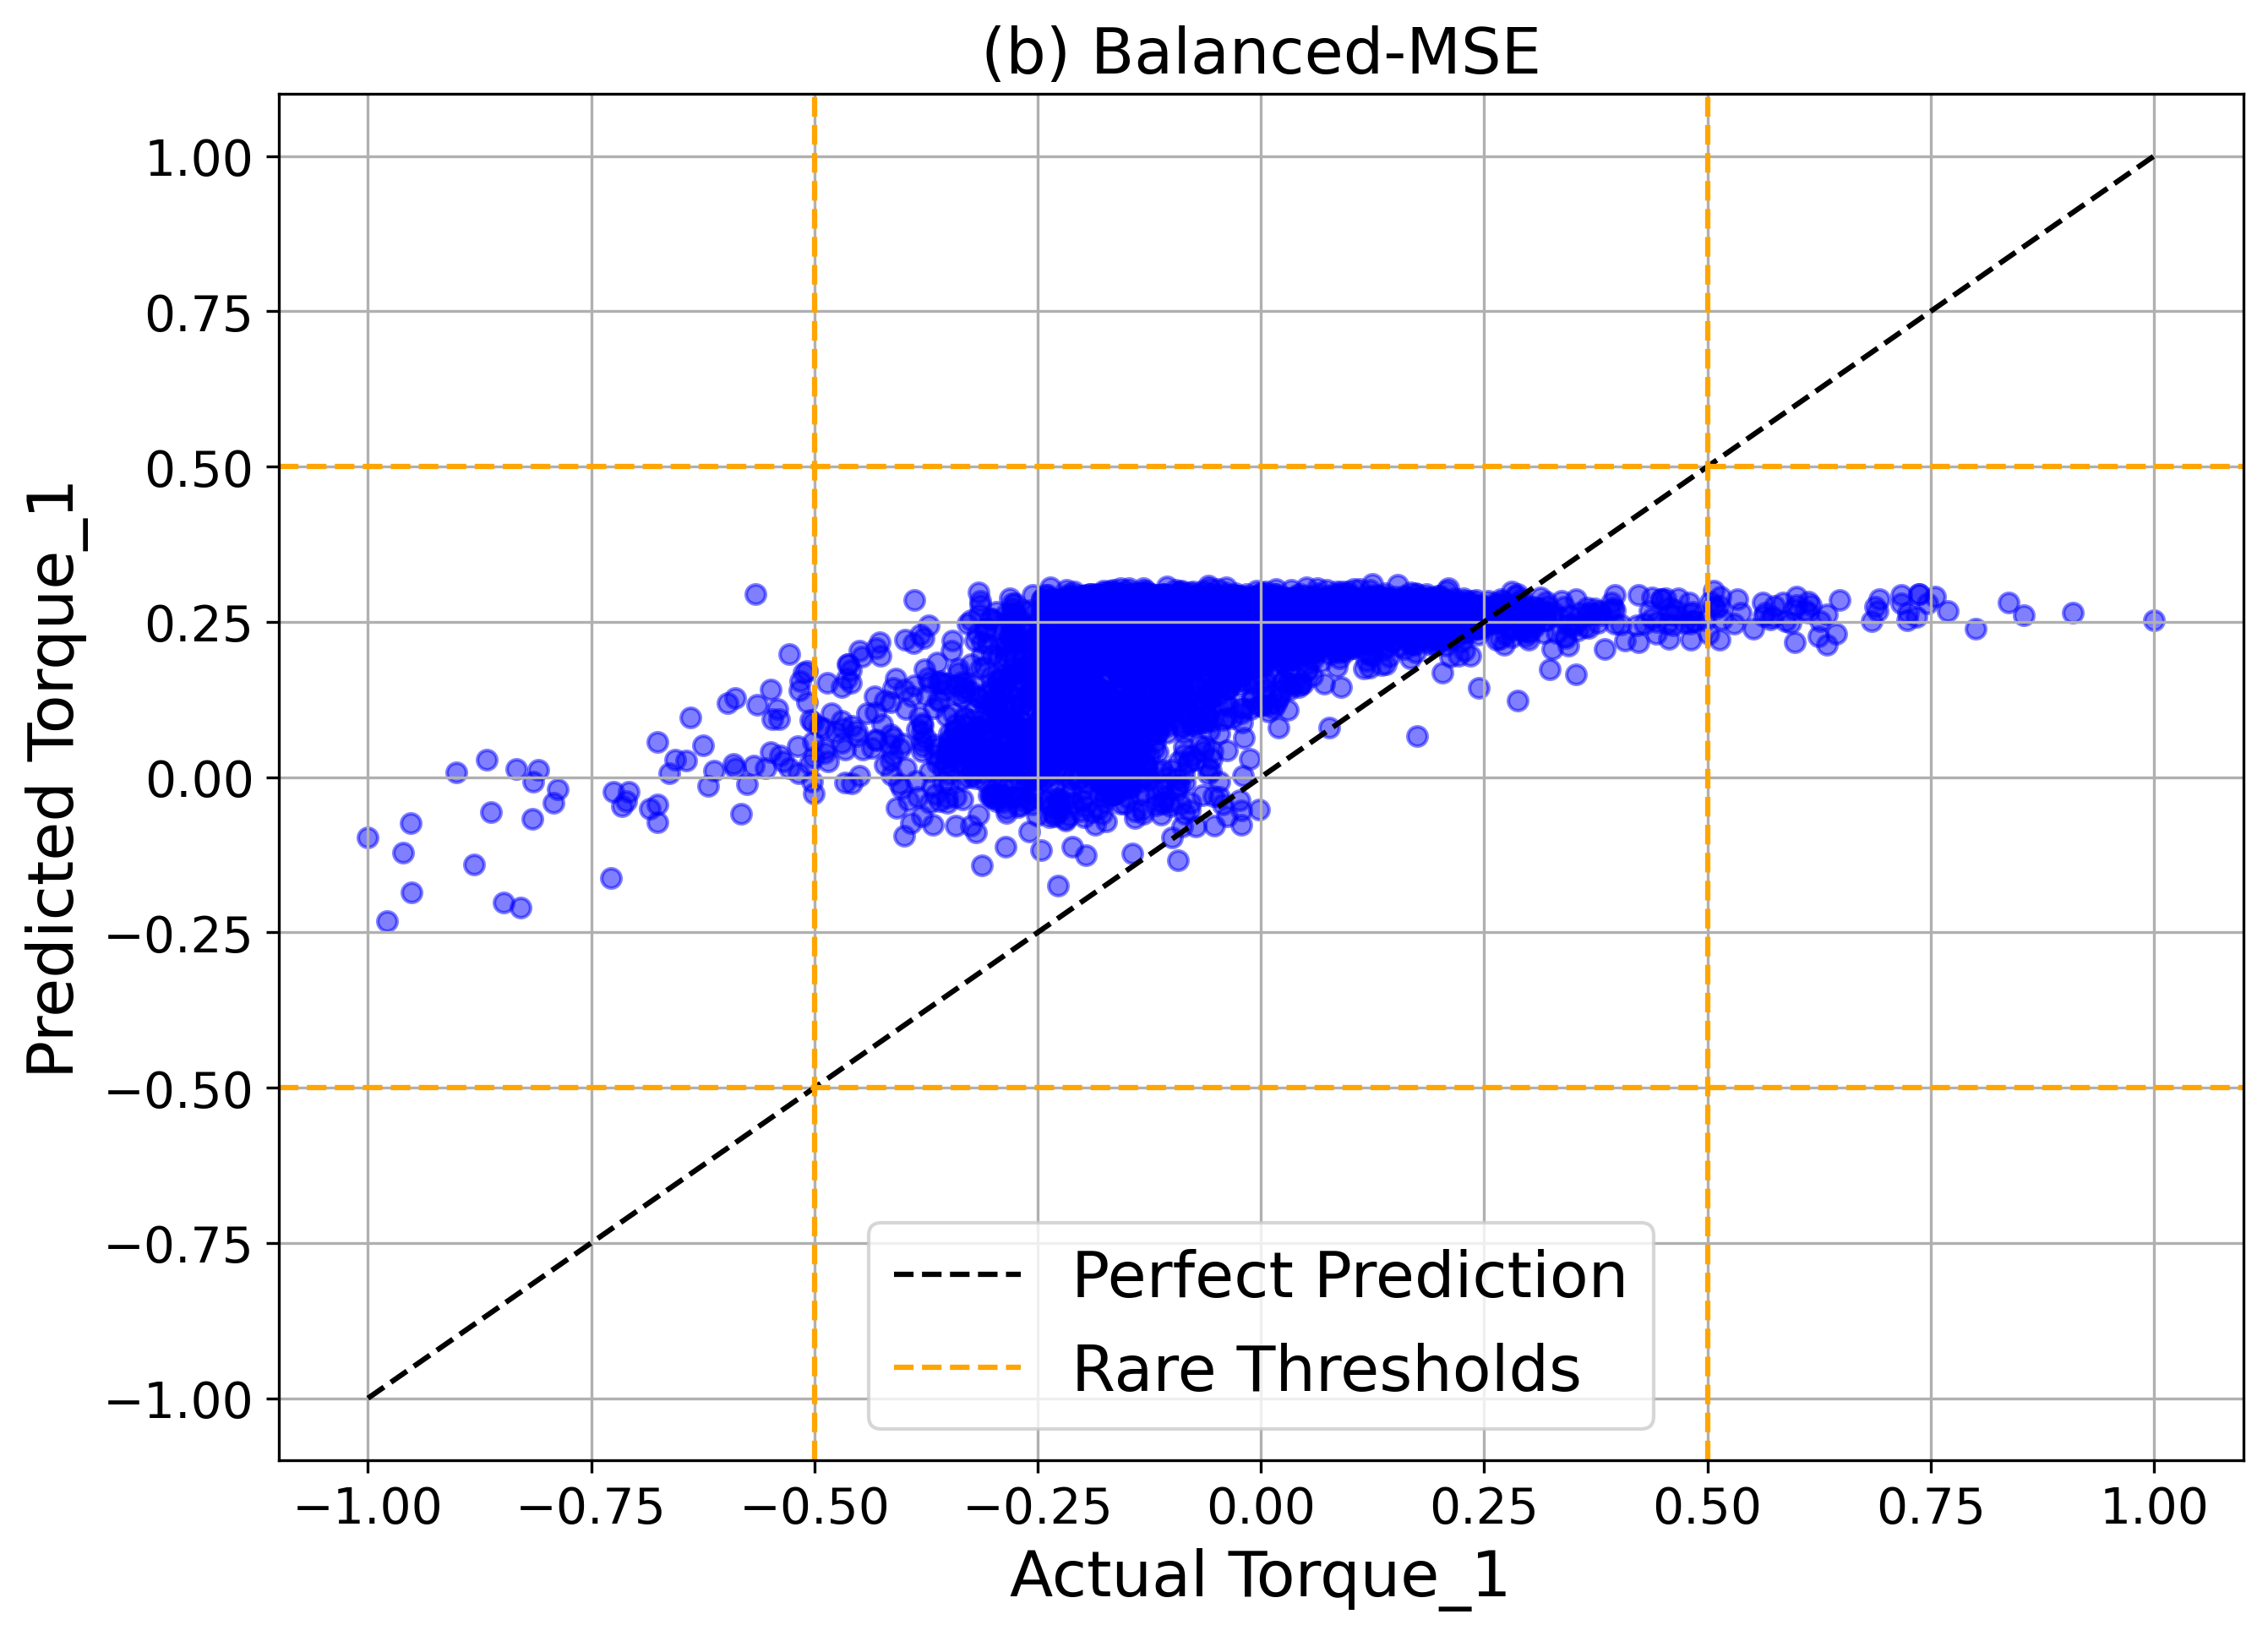 (b) Balanced-MSE
Predicted Torque_1
1.00
0.75
0.50
0.25
0.00
−0.25
−0.50
−0.75
−1.00
Perfect Prediction
Rare Thresholds
−1.00 −0.75 −0.50 −0.25 0.00 0.25 0.50 0.75 1.00
Actual Torque_1